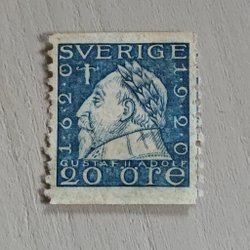 SVERIGE
1620
1920
GUSTAF II ADOLF
20 ÖRE